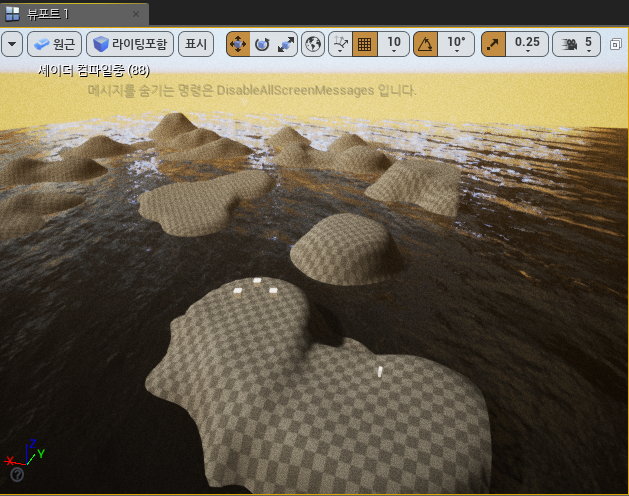 뷰포트 1
원근 라이팅포함 표시 10 10° 0.25 5
셰이더 컴파일중 (88)
메시지를 숨기는 명령은 DisableAllScreenMessages 입니다.
Z
X Y
?